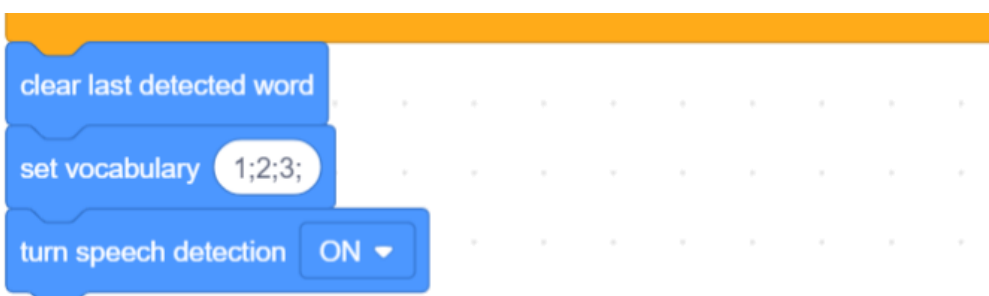 clear last detected word
set vocabulary 1;2;3;
turn speech detection ON